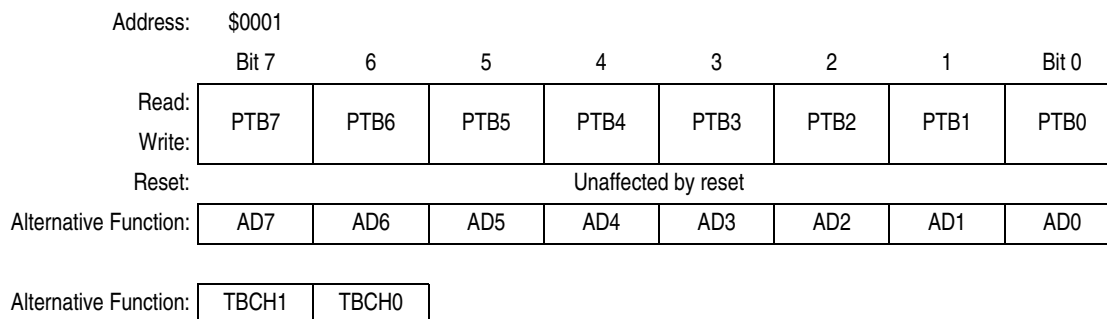 Address: $0001
Bit 7 6 5 4 3 2 1 Bit 0
Read:
PTB7 PTB6 PTB5 PTB4 PTB3 PTB2 PTB1 PTB0
Write:
Reset: Unaffected by reset
Alternative Function: AD7 AD6 AD5 AD4 AD3 AD2 AD1 AD0
Alternative Function: TBCH1 TBCH0